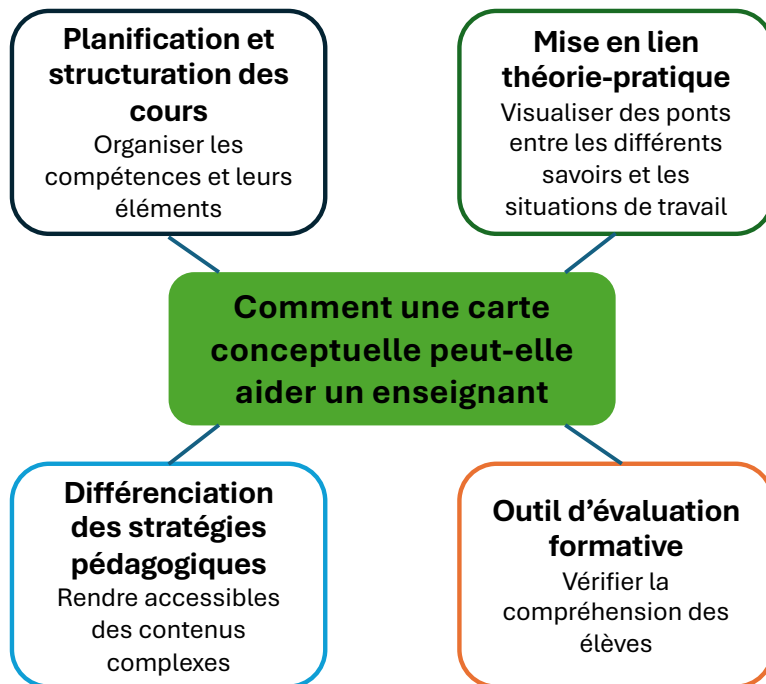 Planification et
structuration des
cours
Organiser les
compétences et leurs
éléments
Mise en lien
théorie-pratique
Visualiser des ponts
entre les différents
savoirs et les
situations de travail
Comment une carte
conceptuelle peut-elle
aider un enseignant
Différenciation
des stratégies
pédagogiques
Rendre accessibles
des contenus
complexes
Outil d’évaluation
formative
Vérifier la
compréhension des
élèves